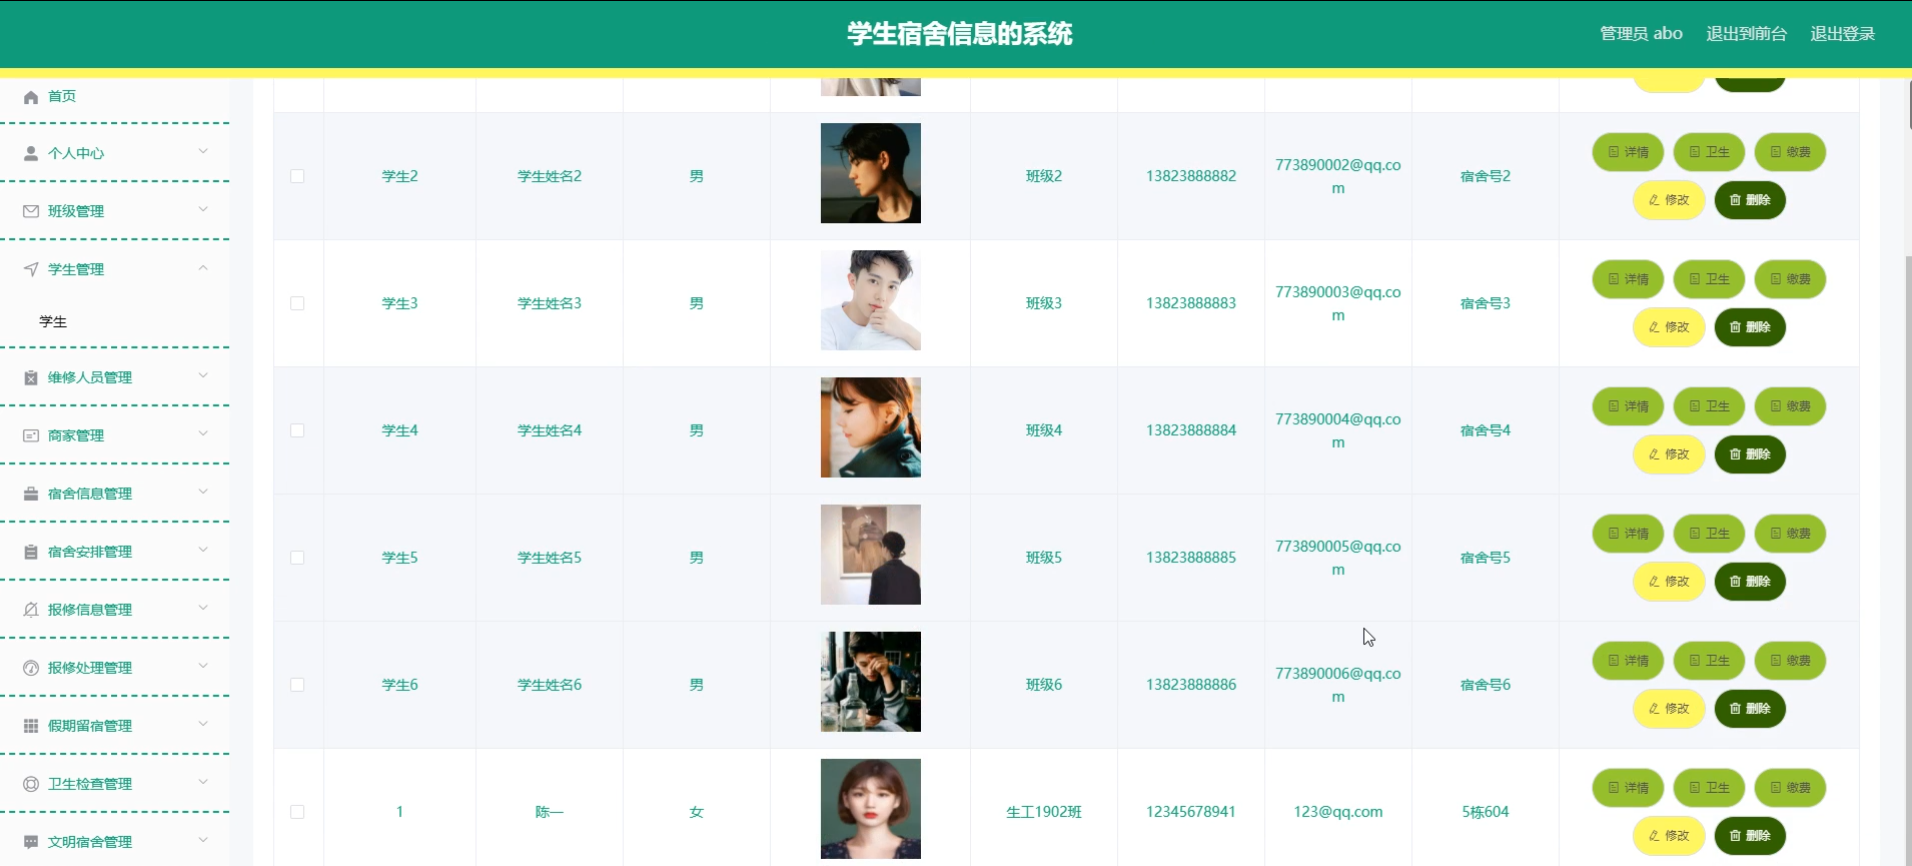 学生宿舍信息的系统
管理员 abo 退出到前台 退出登录
首页
个人中心
班级管理
学生管理
学生
维修人员管理
商家管理
宿舍信息管理
宿舍安排管理
报修信息管理
报修处理管理
假期留宿管理
卫生检查管理
文明宿舍管理
学生2 学生姓名2 男 班级2 13823888882 773890002@qq.co
m
宿舍号2
详情 卫生 缴费
修改 删除
学生3 学生姓名3 男 班级3 13823888883 773890003@qq.co
m
宿舍号3
详情 卫生 缴费
修改 删除
学生4 学生姓名4 男 班级4 13823888884 773890004@qq.co
m
宿舍号4
详情 卫生 缴费
修改 删除
学生5 学生姓名5 男 班级5 13823888885 773890005@qq.co
m
宿舍号5
详情 卫生 缴费
修改 删除
学生6 学生姓名6 男 班级6 13823888886 773890006@qq.co
m
宿舍号6
详情 卫生 缴费
修改 删除
1 陈一 女 生工1902班 12345678941 123@qq.com 5栋604
详情 卫生 缴费
修改 删除